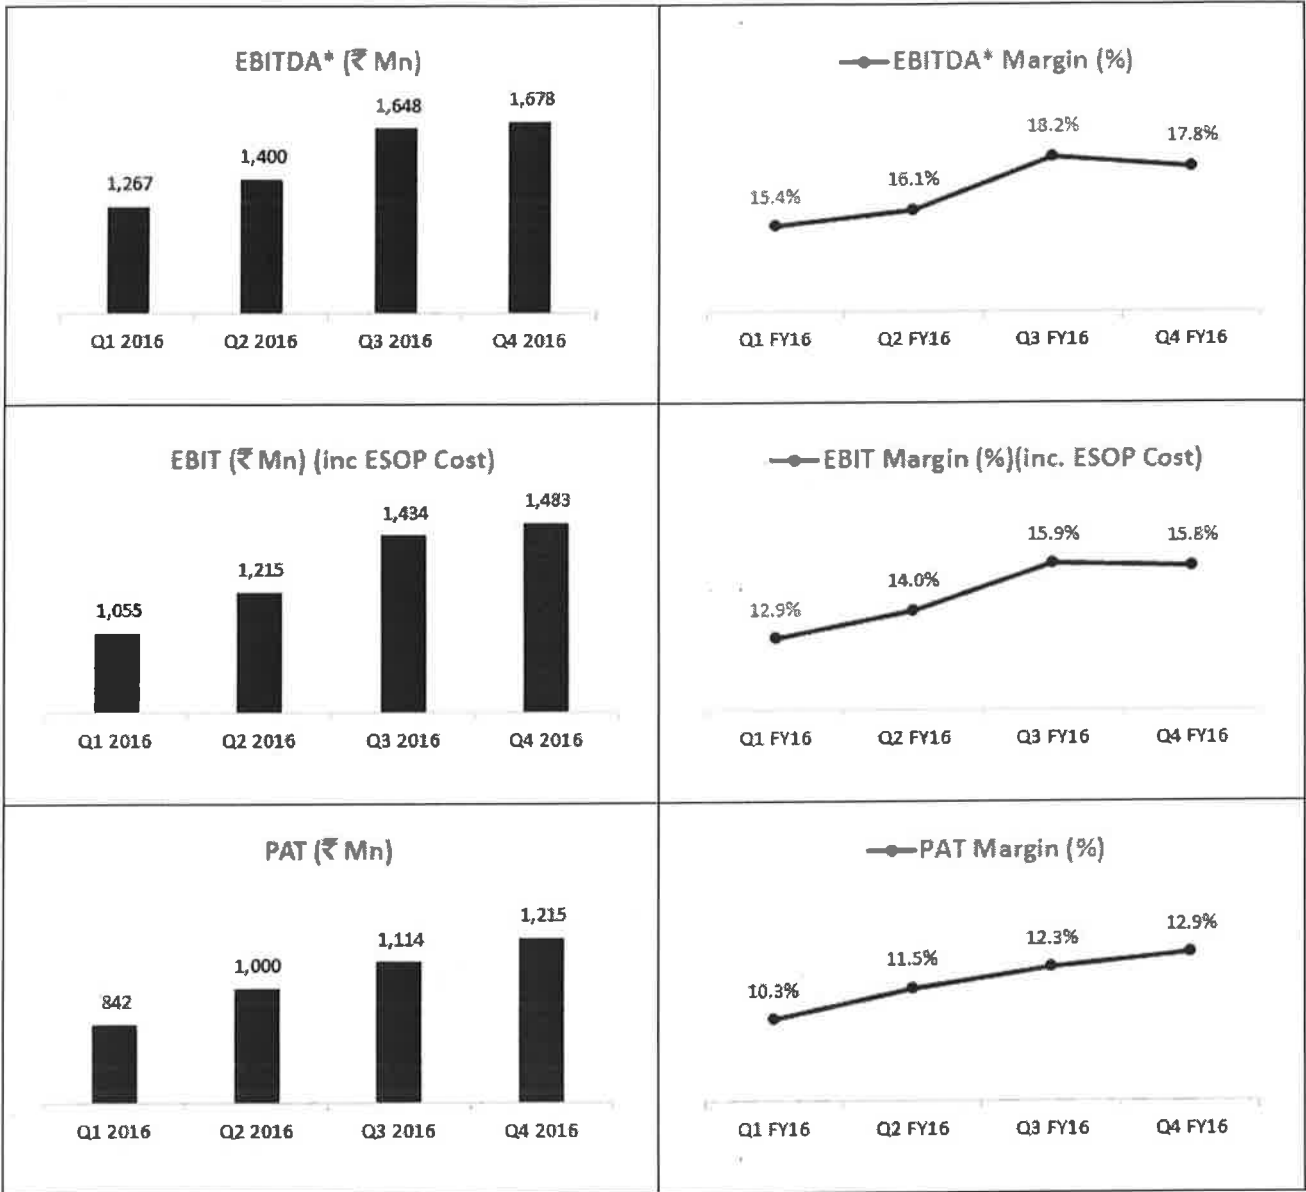 EBITDA* (₹ Mn)
1,267
1,400
1,648
1,678
Q1 2016 Q2 2016 Q3 2016 Q4 2016
EBITDA* Margin (%)
15.4%
16.1%
18.2%
17.8%
Q1 FY16 Q2 FY16 Q3 FY16 Q4 FY16
EBIT (₹ Mn) (inc ESOP Cost)
1,055
1,215
1,434
1,483
Q1 2016 Q2 2016 Q3 2016 Q4 2016
EBIT Margin (%)(inc. ESOP Cost)
12.9%
14.0%
15.9%
15.8%
Q1 FY16 Q2 FY16 Q3 FY16 Q4 FY16
PAT (₹ Mn)
842
1,000
1,114
1,215
Q1 2016 Q2 2016 Q3 2016 Q4 2016
PAT Margin (%)
10.3%
11.5%
12.3%
12.9%
Q1 FY16 Q2 FY16 Q3 FY16 Q4 FY16